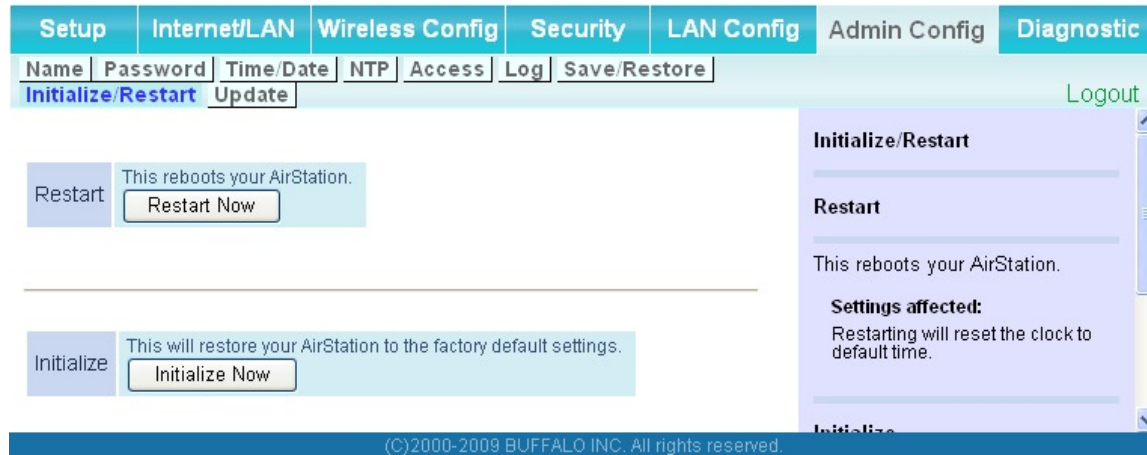 Setup Internet/LAN Wireless Config Security LAN Config Admin Config Diagnostic
Name Password Time/Date NTP Access Log Save/Restore
Initialize/Restart Update
Logout
Restart
This reboots your AirStation.
Restart Now
Initialize
This will restore your AirStation to the factory default settings.
Initialize Now
Initialize/Restart
Restart
This reboots your AirStation.
Settings affected:
Restarting will reset the clock to
default time.
Initialize
(C)2000-2009 BUFFALO INC. All rights reserved.